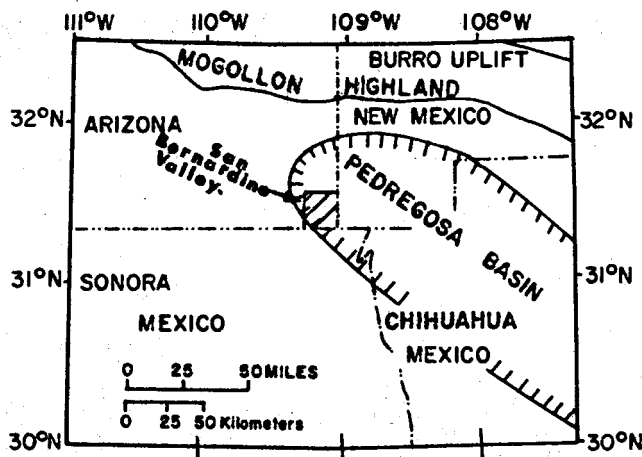 111°W 110°W 109°W 108°W
BURRO UPLIFT
MOGOLLON HIGHLAND
32°N 32°N
NEW MEXICO
ARIZONA
San
Bernardino
Valley.
PEDREGOSA BASIN
31°N 31°N
SONORA
MEXICO
CHIHUAHUA
MEXICO
0 25 50 MILES
0 25 50 Kilometers
30°N 30°N